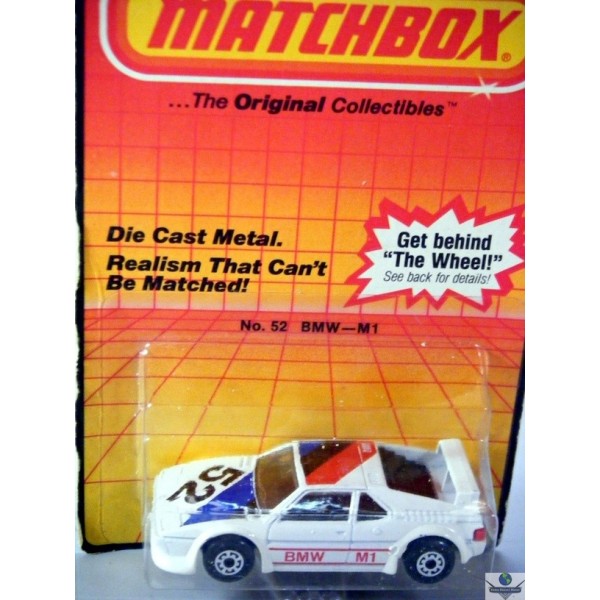 MATCHBOX®
...The Original Collectibles™
Die Cast Metal.
Realism That Can't
Be Matched!
Get behind
"The Wheel!"
See back for details!
No. 52 BMW—M1
52
BMW M1